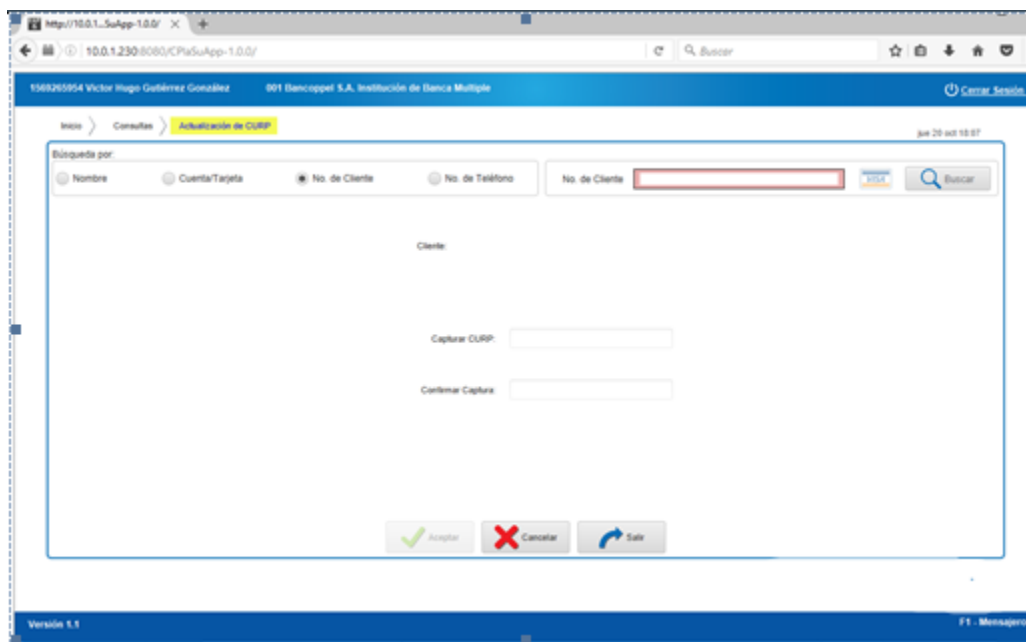 http://10.0.1...SuApp-1.0.0/
10.0.1.230:8080/CPlaSuApp-1.0.0/
Buscar
1569265954 Victor Hugo Gutiérrez González 001 Bancoppel S.A. Institución de Banca Multiple Cerrar Sesión
Inicio Consultas Actualización de CURP
jue 20 oct 18:07
Búsqueda por:
Nombre Cuenta/Tarjeta No. de Cliente No. de Teléfono No. de Cliente VISA Buscar
Cliente:
Capturar CURP:
Confirmar Captura:
Aceptar Cancelar Salir
Versión 1.1 F1 - Mensajero